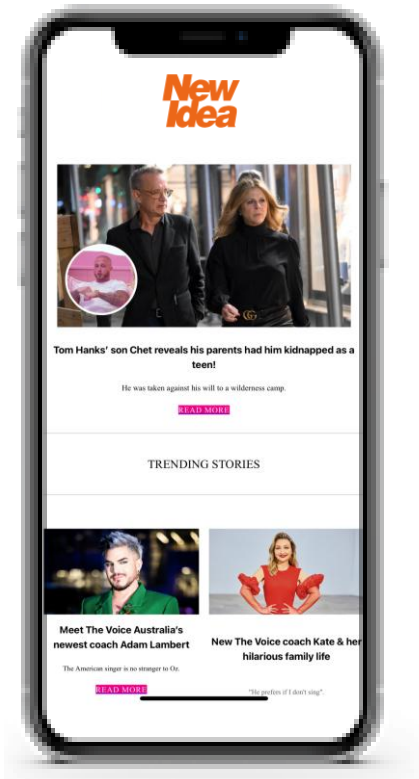 New
Idea
Tom Hanks' son Chet reveals his parents had him kidnapped as a
teen!
He was taken against his will to a wilderness camp.
READ MORE
TRENDING STORIES
Meet The Voice Australia's
newest coach Adam Lambert
The American singer is no stranger to Oz.
READ MORE
New The Voice coach Kate & her
hilarious family life
"He prefers if I don't sing".